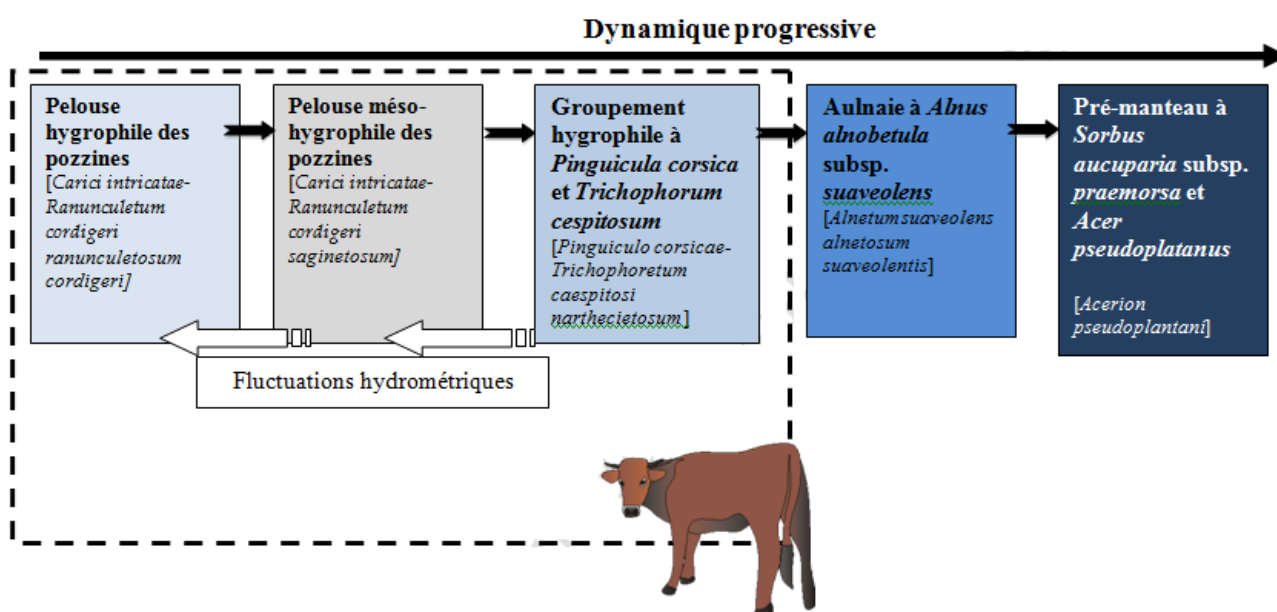 Dynamique progressive
Pelouse
hygrophile des
pozzines
[Carici intricatae-
Ranunculetum
cordigeri
ranunculetosum
cordigeri]
Pelouse méso-
hygrophile des
pozzines
[Carici intricatae-
Ranunculetum
cordigeri
saginetosum]
Groupement
hygrophile à
Pinguicula corsica
et Trichophorum
cespitosum
[Pinguiculo corsicae-
Trichophoretum
caespitosi
narthecietosum]
Aulnaie à Alnus
alnobetula
subsp.
suaveolens
[Alnetum suaveolens
alnetosum
suaveolentis]
Pré-manteau à
Sorbus
aucuparia subsp.
praemorsa et
Acer
pseudoplatanus
[Acerion
pseudoplantani]
Fluctuations hydrométriques